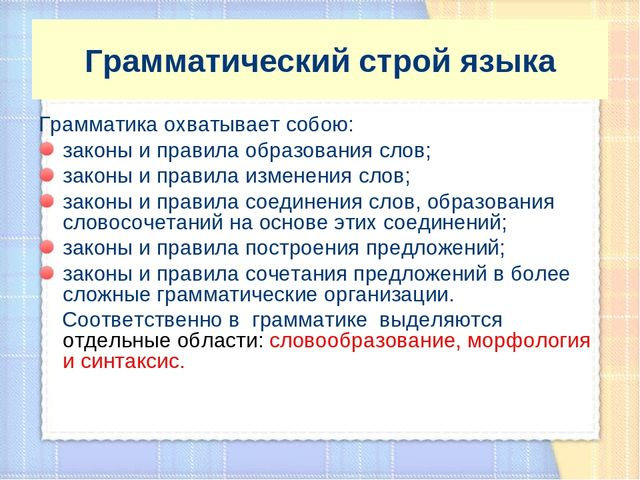 Грамматический строй языка
Грамматика охватывает собою:
законы и правила образования слов;
законы и правила изменения слов;
законы и правила соединения слов, образования
словосочетаний на основе этих соединений;
законы и правила построения предложений;
законы и правила сочетания предложений в более
сложные грамматические организации.
Соответственно в грамматике выделяются
отдельные области: словообразование, морфология
и синтаксис.